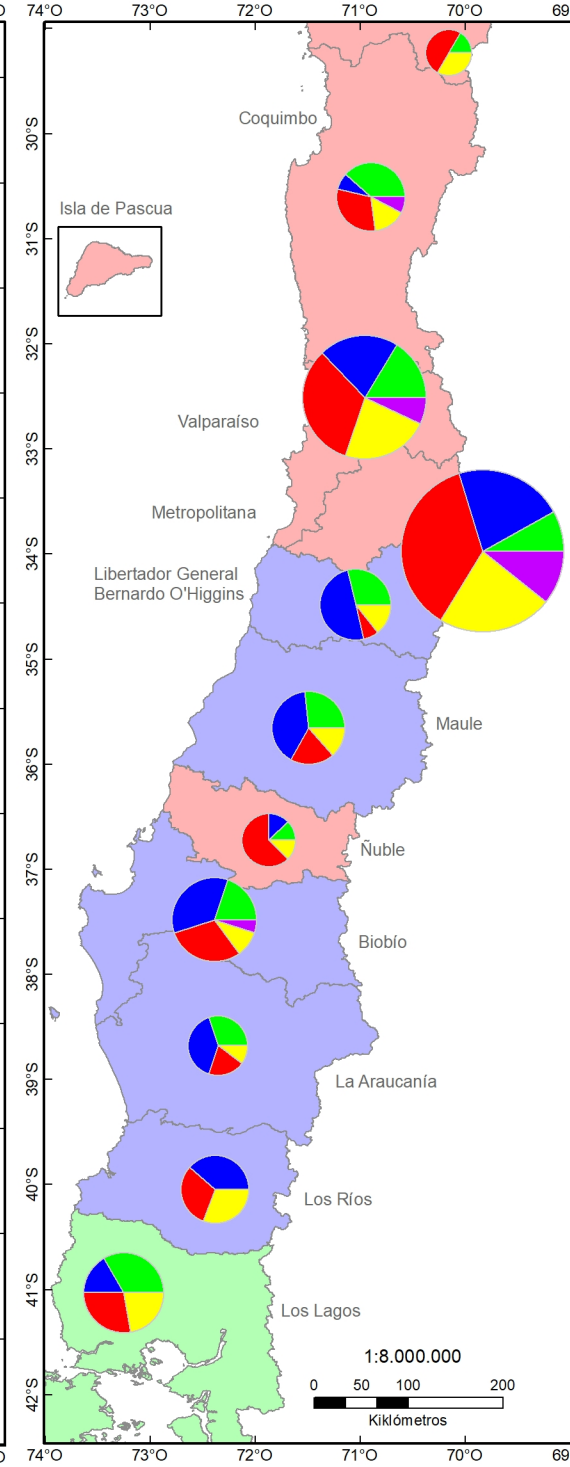 74°O 73°O 72°O 71°O 70°O 69
Coquimbo
30°S
Isla de Pascua
31°S
32°S
Valparaíso
33°S
Metropolitana
34°S
Libertador General
Bernardo O'Higgins
35°S
Maule
36°S
Ñuble
37°S
Biobío
38°S
La Araucanía
39°S
40°S
Los Ríos
41°S
Los Lagos
1:8.000.000
0 50 100 200
Kiklómetros
42°S
74°O 73°O 72°O 71°O 70°O 69